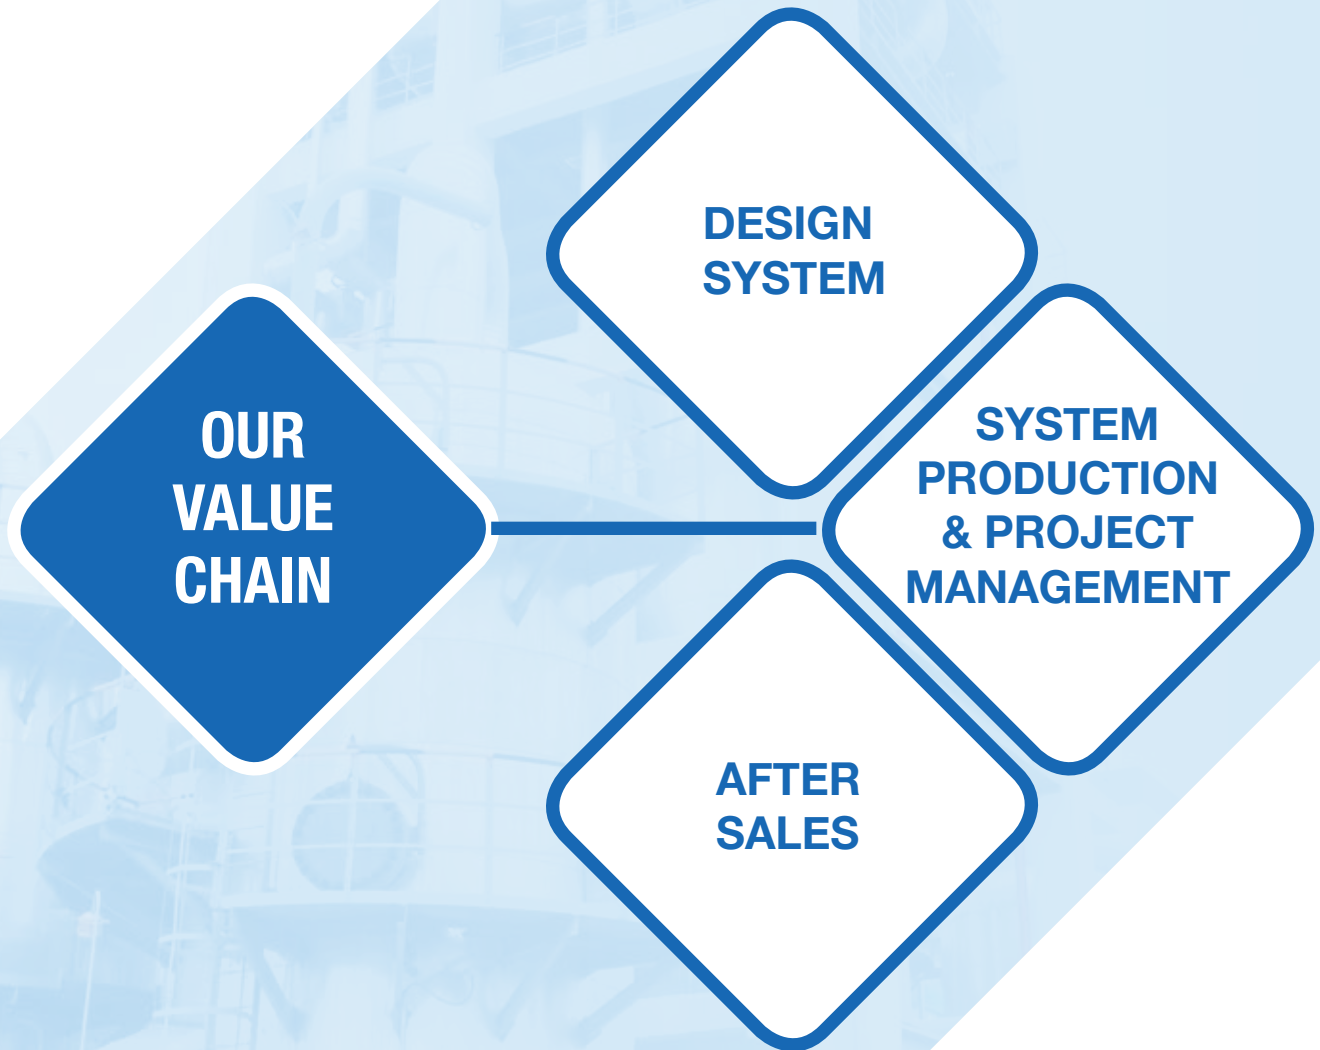 OUR
VALUE
CHAIN
DESIGN
SYSTEM
SYSTEM
PRODUCTION
& PROJECT
MANAGEMENT
AFTER
SALES